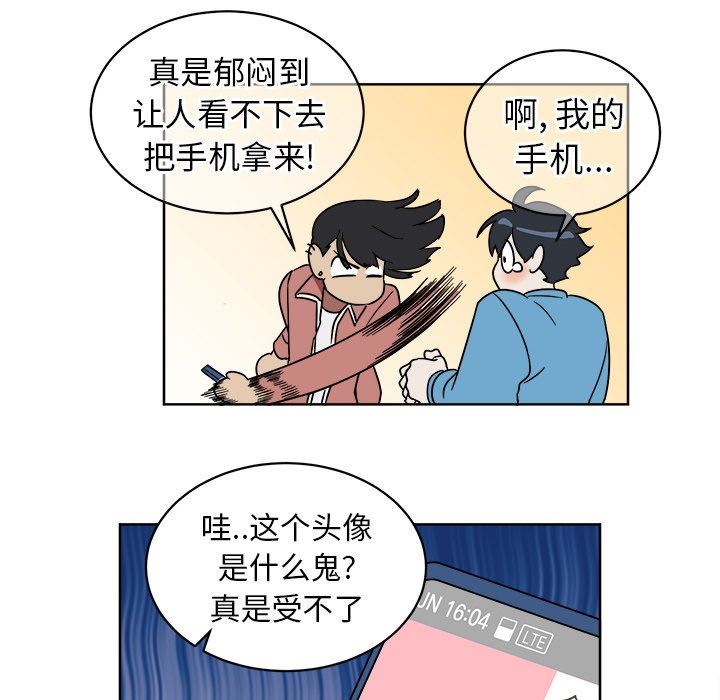 真是郁闷到
让人看不下去
把手机拿来!
啊, 我的
手机...
哇..这个头像
是什么鬼?
真是受不了
UN 16:04 LTE